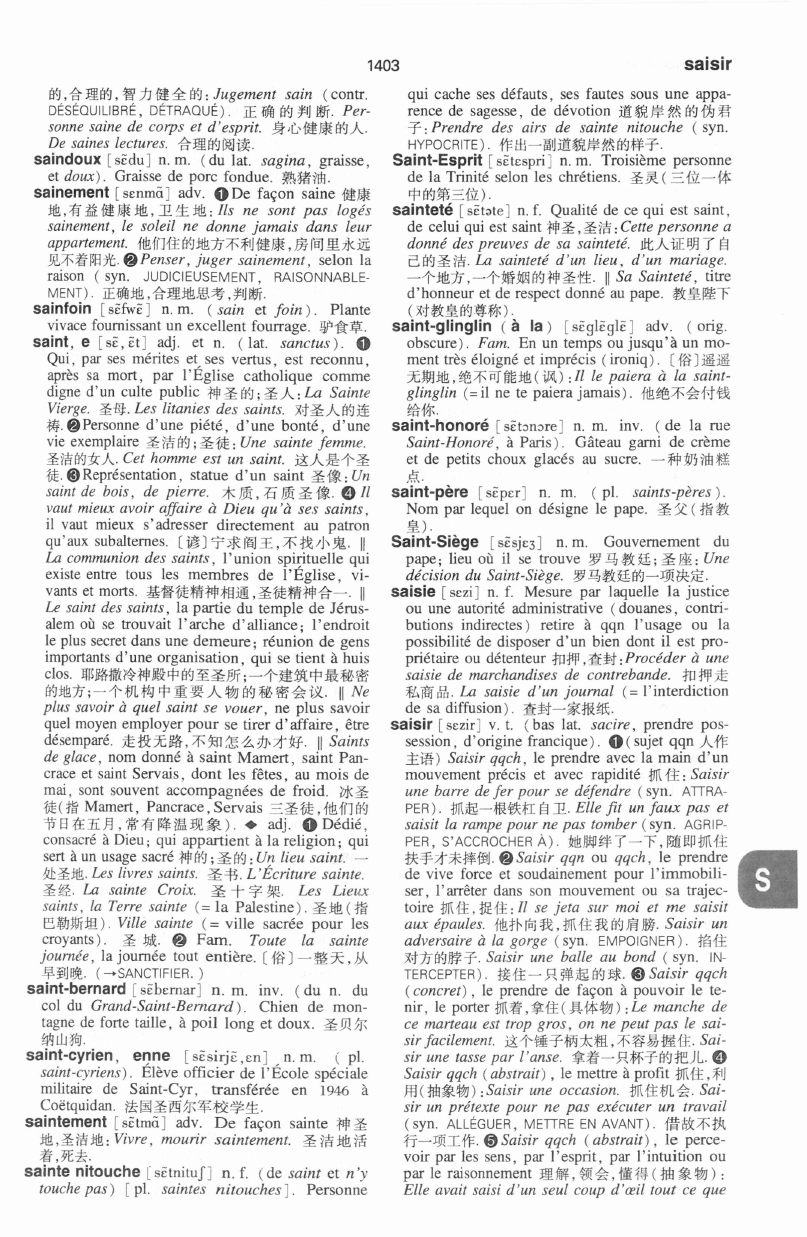 1403
saisir
的,合理的,智力健全的: Jugement sain (contr.
DÉSÉQUILIBRÉ, DÉTRAQUÉ). 正确的判断. Per-
sonne saine de corps et d'esprit. 身心健康的人.
De saines lectures. 合理的阅读.
saindoux [sɛ̃du] n. m. (du lat. sagina, graisse,
et doux). Graisse de porc fondue. 熟猪油.
sainement [sɛnmɑ̃] adv. ❶De façon saine 健康
地,有益健康地,卫生地: Ils ne sont pas logés
sainement, le soleil ne donne jamais dans leur
appartement. 他们住的地方不利健康,房间里永远
见不着阳光. ❷Penser, juger sainement, selon la
raison ( syn. JUDICIEUSEMENT, RAISONNABLE-
MENT). 正确地,合理地思考,判断.
sainfoin [sɛ̃fwɛ̃] n. m. ( sain et foin). Plante
vivace fournissant un excellent fourrage. 驴食草.
saint, e [sɛ̃,ɛ̃t] adj. et n. (lat. sanctus). ❶
Qui, par ses mérites et ses vertus, est reconnu,
après sa mort, par l'Église catholique comme
digne d'un culte public 神圣的;圣人: La Sainte
Vierge. 圣母. Les litanies des saints. 对圣人的连
祷. ❷Personne d'une piété, d'une bonté, d'une
vie exemplaire 圣洁的;圣徒: Une sainte femme.
圣洁的女人. Cet homme est un saint. 这人是个圣
徒. ❸Représentation, statue d'un saint 圣像: Un
saint de bois, de pierre. 木质,石质圣像. ❹ Il
vaut mieux avoir affaire à Dieu qu'à ses saints,
il vaut mieux s'adresser directement au patron
qu'aux subalternes. 〔谚〕宁求阎王,不找小鬼. ‖
La communion des saints, l'union spirituelle qui
existe entre tous les membres de l'Église, vi-
vants et morts. 基督徒精神相通,圣徒精神合一. ‖
Le saint des saints, la partie du temple de Jérus-
alem où se trouvait l'arche d'alliance; l'endroit
le plus secret dans une demeure; réunion de gens
importants d'une organisation, qui se tient à huis
clos. 耶路撒冷神殿中的至圣所;一个建筑中最秘密
的地方;一个机构中重要人物的秘密会议. ‖ Ne
plus savoir à quel saint se vouer, ne plus savoir
quel moyen employer pour se tirer d'affaire, être
désemparé. 走投无路,不知怎么办才好. ‖ Saints
de glace, nom donné à saint Mamert, saint Pan-
crace et saint Servais, dont les fêtes, au mois de
mai, sont souvent accompagnées de froid. 冰圣
徒(指 Mamert, Pancrace, Servais 三圣徒,他们的
节日在五月,常有降温现象). ◆ adj. ❶ Dédié,
consacré à Dieu; qui appartient à la religion; qui
sert à un usage sacré 神的;圣的: Un lieu saint. 一
处圣地. Les livres saints. 圣书. L'Écriture sainte.
圣经. La sainte Croix. 圣十字架. Les Lieux
saints, la Terre sainte (= la Palestine). 圣地(指
巴勒斯坦). Ville sainte (= ville sacrée pour les
croyants). 圣城. ❷ Fam. Toute la sainte
journée, la journée tout entière. 〔俗〕一整天,从
早到晚. (→SANCTIFIER.)
saint-bernard [sɛ̃bɛrnar] n. m. inv. (du n. du
col du Grand-Saint-Bernard). Chien de mon-
tagne de forte taille, à poil long et doux. 圣贝尔
纳山狗.
saint-cyrien, enne [sɛ̃sirjɛ̃,ɛn] n. m. ( pl.
saint-cyriens). Élève officier de l'École spéciale
militaire de Saint-Cyr, transférée en 1946 à
Coëtquidan. 法国圣西尔军校学生.
saintement [sɛ̃tmɑ̃] adv. De façon sainte 神圣
地,圣洁地: Vivre, mourir saintement. 圣洁地活
着,死去.
sainte nitouche [sɛ̃tnituʃ] n. f. (de saint et n'y
touche pas) [pl. saintes nitouches]. Personne
qui cache ses défauts, ses fautes sous une appa-
rence de sagesse, de dévotion 道貌岸然的伪君
子: Prendre des airs de sainte nitouche ( syn.
HYPOCRITE). 作出一副道貌岸然的样子.
Saint-Esprit [sɛ̃tɛspri] n. m. Troisième personne
de la Trinité selon les chrétiens. 圣灵(三位一体
中的第三位).
sainteté [sɛ̃təte] n. f. Qualité de ce qui est saint,
de celui qui est saint 神圣,圣洁: Cette personne a
donné des preuves de sa sainteté. 此人证明了自
己的圣洁. La sainteté d'un lieu, d'un mariage.
一个地方,一个婚姻的神圣性. ‖ Sa Sainteté, titre
d'honneur et de respect donné au pape. 教皇陛下
(对教皇的尊称).
saint-glinglin ( à la ) [sɛ̃glɛ̃glɛ̃] adv. ( orig.
obscure). Fam. En un temps ou jusqu'à un mo-
ment très éloigné et imprécis (ironiq). 〔俗〕遥遥
无期地,绝不可能地(讽): Il le paiera à la saint-
glinglin (= il ne te paiera jamais). 他绝不会付钱
给你.
saint-honoré [sɛ̃tɔnɔre] n. m. inv. (de la rue
Saint-Honoré, à Paris). Gâteau garni de crème
et de petits choux glacés au sucre. 一种奶油糕
点.
saint-père [sɛ̃pɛr] n. m. ( pl. saints-pères).
Nom par lequel on désigne le pape. 圣父(指教
皇).
Saint-Siège [sɛ̃sjɛʒ] n. m. Gouvernement du
pape; lieu où il se trouve 罗马教廷;圣座: Une
décision du Saint-Siège. 罗马教廷的一项决定.
saisie [sɛzi] n. f. Mesure par laquelle la justice
ou une autorité administrative (douanes, contri-
butions indirectes) retire à qqn l'usage ou la
possibilité de disposer d'un bien dont il est pro-
priétaire ou détenteur 扣押,查封: Procéder à une
saisie de marchandises de contrebande. 扣押走
私商品. La saisie d'un journal (= l'interdiction
de sa diffusion). 查封一家报纸.
saisir [sɛzir] v. t. (bas lat. sacire, prendre pos-
session, d'origine francique). ❶(sujet qqn 人作
主语) Saisir qqch, le prendre avec la main d'un
mouvement précis et avec rapidité 抓住: Saisir
une barre de fer pour se défendre (syn. ATTRA-
PER). 抓起一根铁杠自卫. Elle fit un faux pas et
saisit la rampe pour ne pas tomber (syn. AGRIP-
PER, S'ACCROCHER À). 她脚绊了一下,随即抓住
扶手才未摔倒. ❷ Saisir qqn ou qqch, le prendre
de vive force et soudainement pour l'immobili-
ser, l'arrêter dans son mouvement ou sa trajec-
toire 抓住,捉住: Il se jeta sur moi et me saisit
aux épaules. 他扑向我,抓住我的肩膀. Saisir un
adversaire à la gorge (syn. EMPOIGNER). 掐住
对方的脖子. Saisir une balle au bond ( syn. IN-
TERCEPTER). 接住一只弹起的球. ❸ Saisir qqch
(concret), le prendre de façon à pouvoir le te-
nir, le porter 抓着,拿住(具体物): Le manche de
ce marteau est trop gros, on ne peut pas le sai-
sir facilement. 这个锤子柄太粗,不容易握住. Sai-
sir une tasse par l'anse. 拿着一只杯子的把儿. ❹
Saisir qqch (abstrait), le mettre à profit 抓住,利
用(抽象物): Saisir une occasion. 抓住机会. Sai-
sir un prétexte pour ne pas exécuter un travail
(syn. ALLÉGUER, METTRE EN AVANT). 借故不执
行一项工作. ❺ Saisir qqch (abstrait), le perce-
voir par les sens, par l'esprit, par l'intuition ou
par le raisonnement 理解,领会,懂得(抽象物):
Elle avait saisi d'un seul coup d'œil tout ce que
S